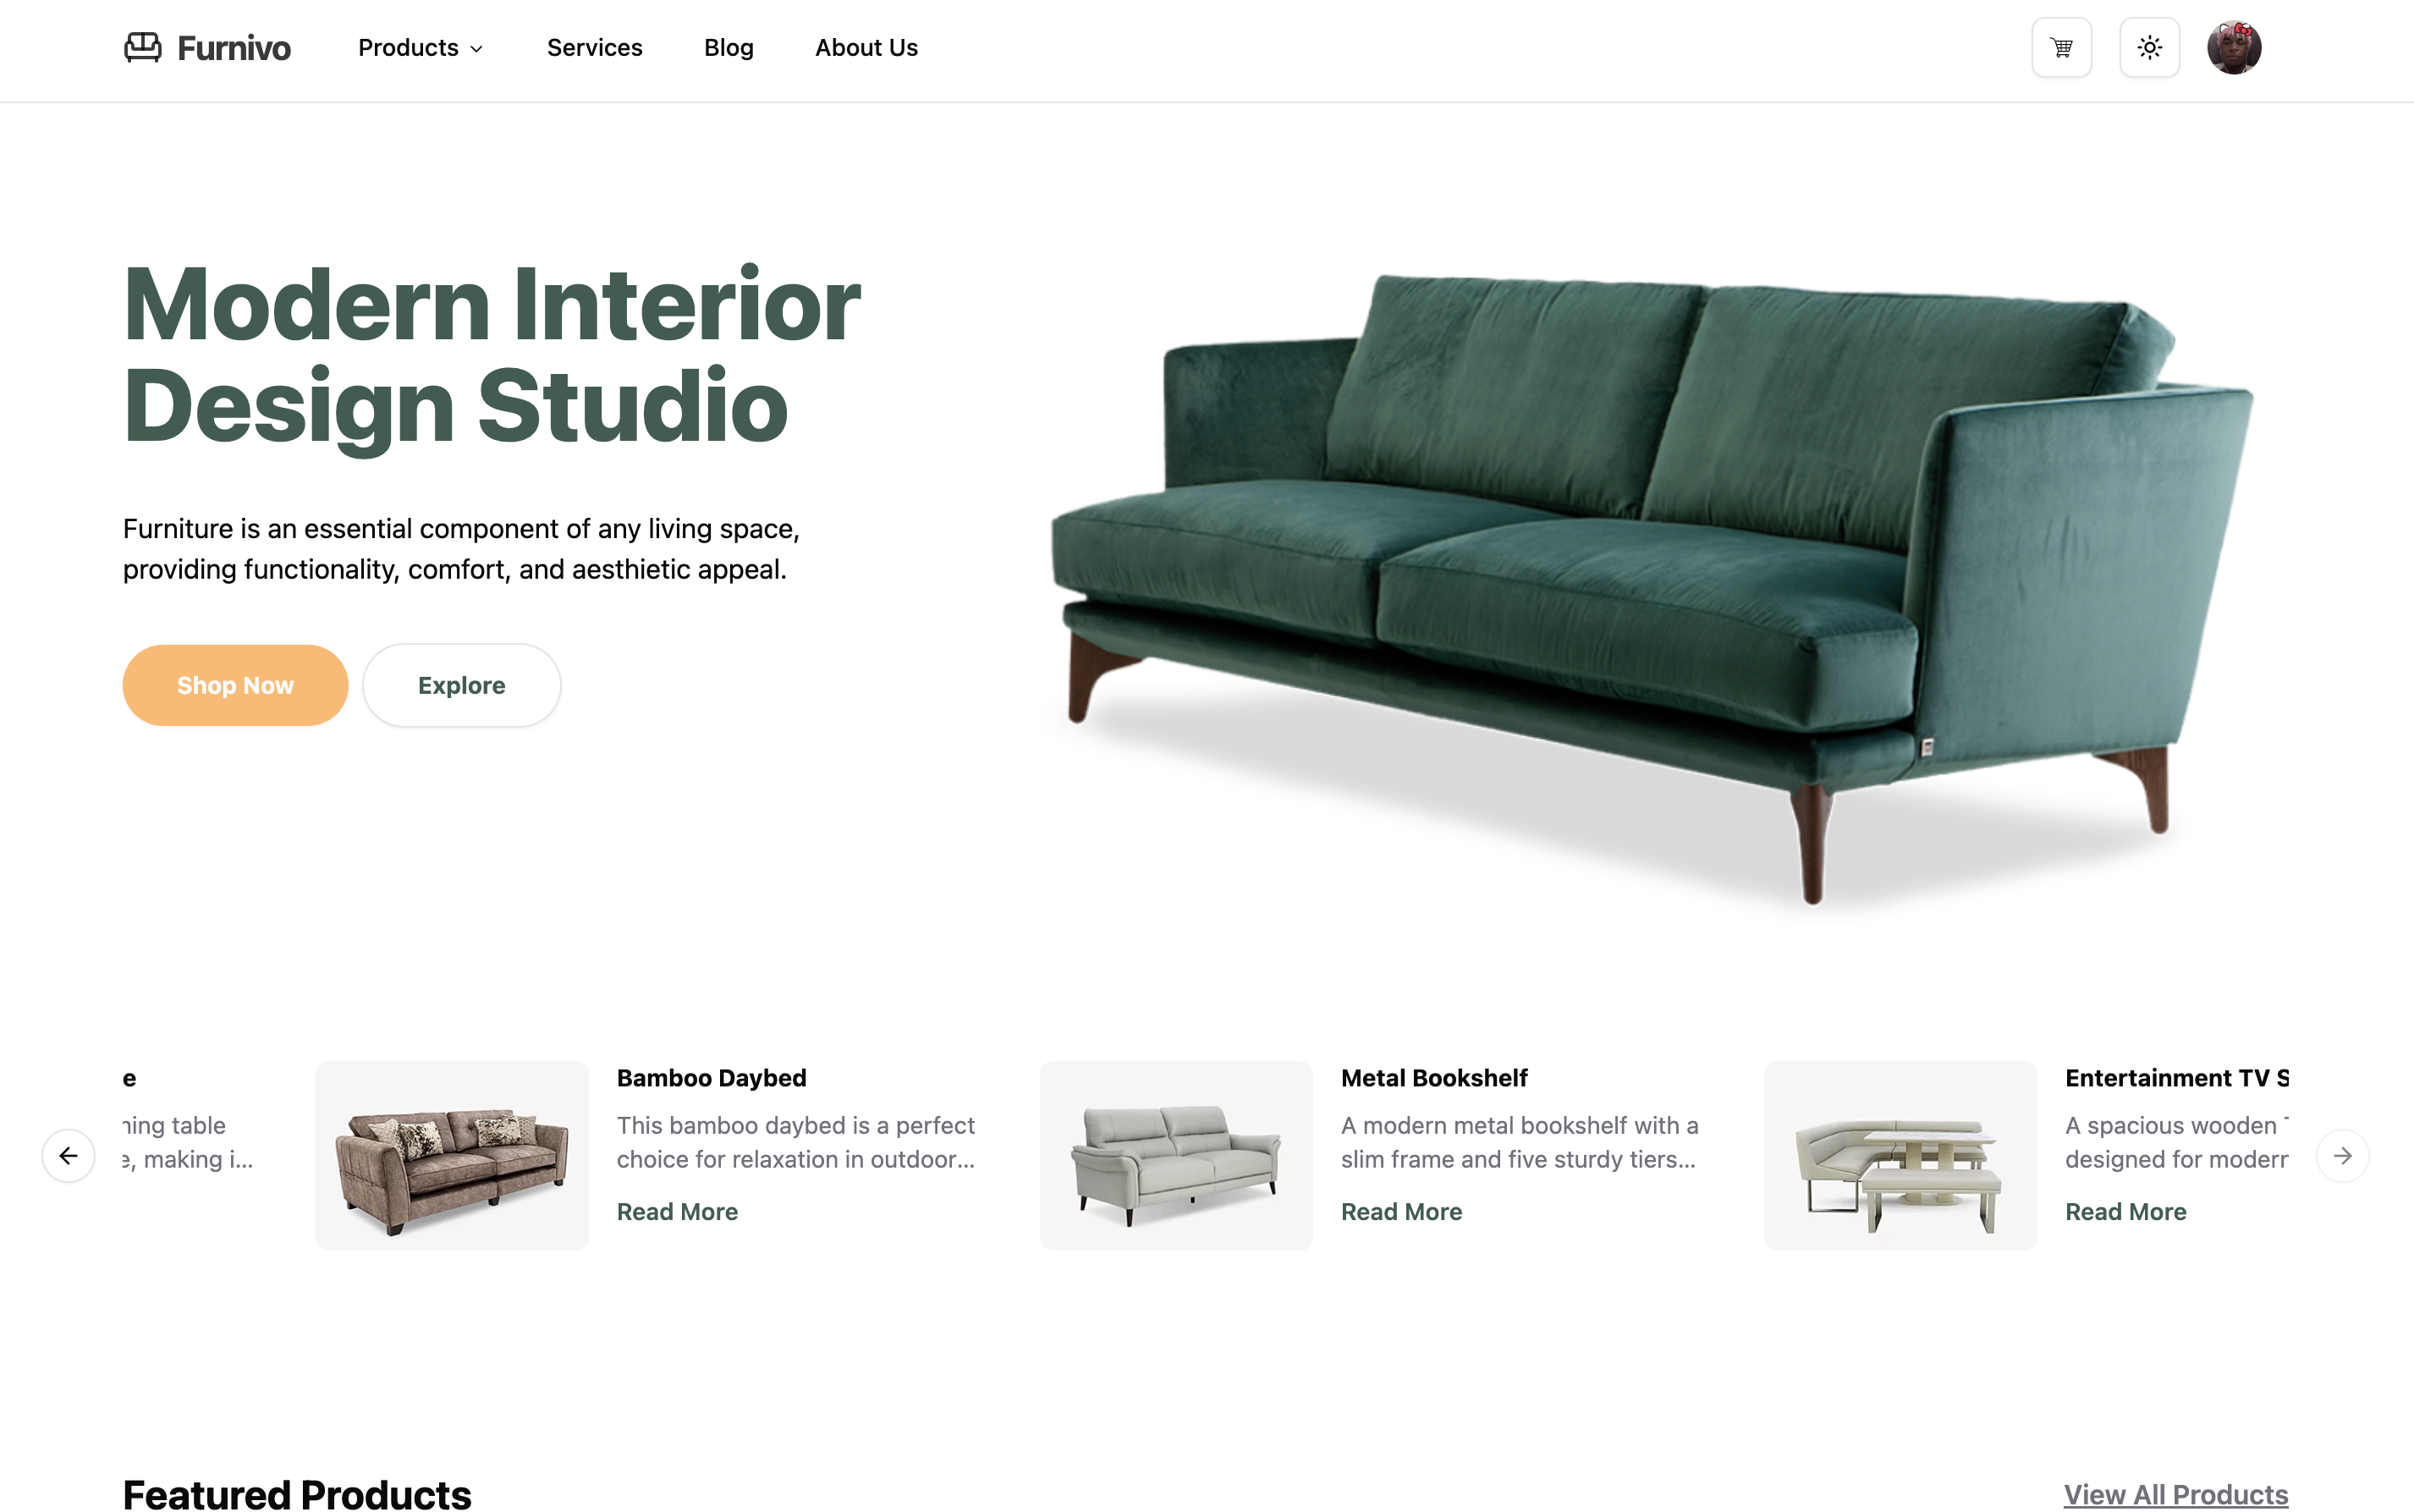 Furnivo
Products
Services
Blog
About Us
Modern Interior
Design Studio
Furniture is an essential component of any living space,
providing functionality, comfort, and aesthietic appeal.
Shop Now
Explore
e
ning table
e, making i...
Bamboo Daybed
This bamboo daybed is a perfect
choice for relaxation in outdoor...
Read More
Metal Bookshelf
A modern metal bookshelf with a
slim frame and five sturdy tiers...
Read More
Entertainment TV S
A spacious wooden
designed for moderr
Read More
Featured Products
View All Products